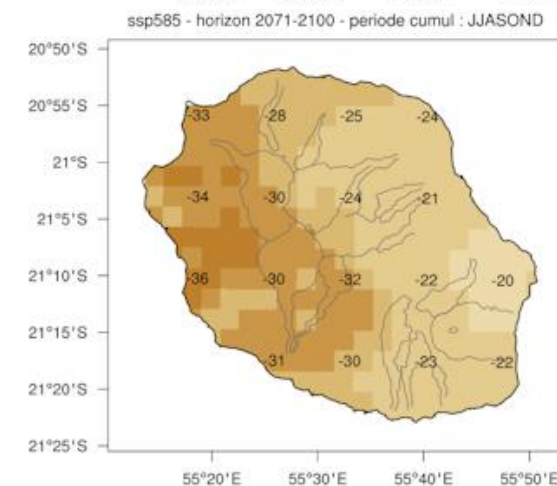 ssp585 - horizon 2071-2100 - periode cumul : JJASOND
20°50'S
20°55'S
-33 -28 -25 -24
21°S
-34 -30 -24 -21
21°5'S
21°10'S
-36 -30 -32 -22 -20
21°15'S
-31 -30 -23 -22
21°20'S
21°25'S
55°20'E 55°30'E 55°40'E 55°50'E